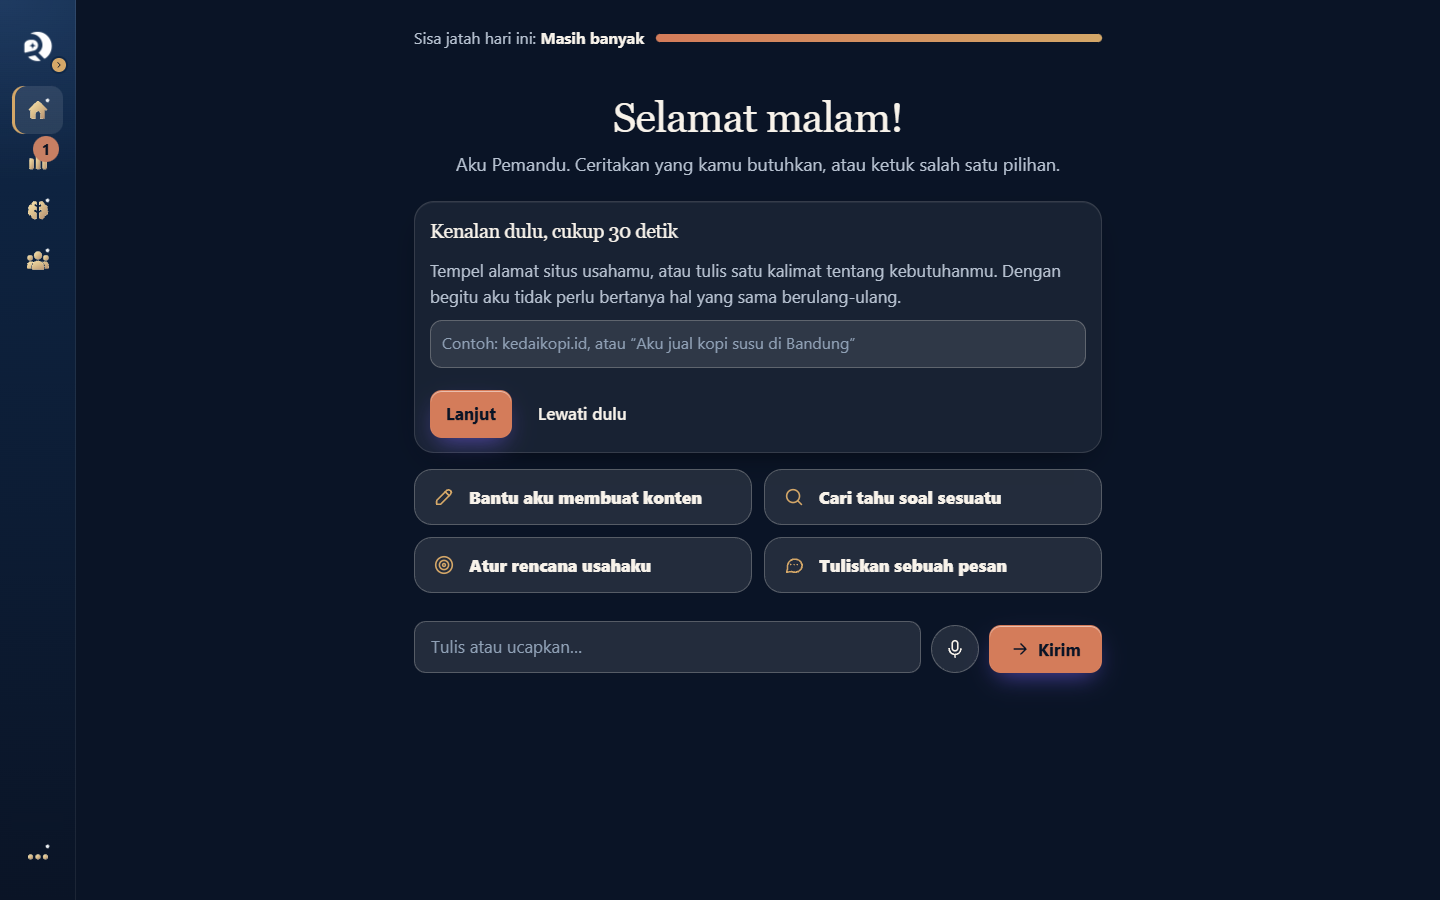 Sisa jatah hari ini: Masih banyak
1
Selamat malam!
Aku Pemandu. Ceritakan yang kamu butuhkan, atau ketuk salah satu pilihan.
Kenalan dulu, cukup 30 detik
Tempel alamat situs usahamu, atau tulis satu kalimat tentang kebutuhanmu. Dengan
begitu aku tidak perlu bertanya hal yang sama berulang-ulang.
Contoh: kedaikopi.id, atau “Aku jual kopi susu di Bandung”
Lanjut
Lewati dulu
Bantu aku membuat konten
Cari tahu soal sesuatu
Atur rencana usahaku
Tuliskan sebuah pesan
Tulis atau ucapkan...
Kirim